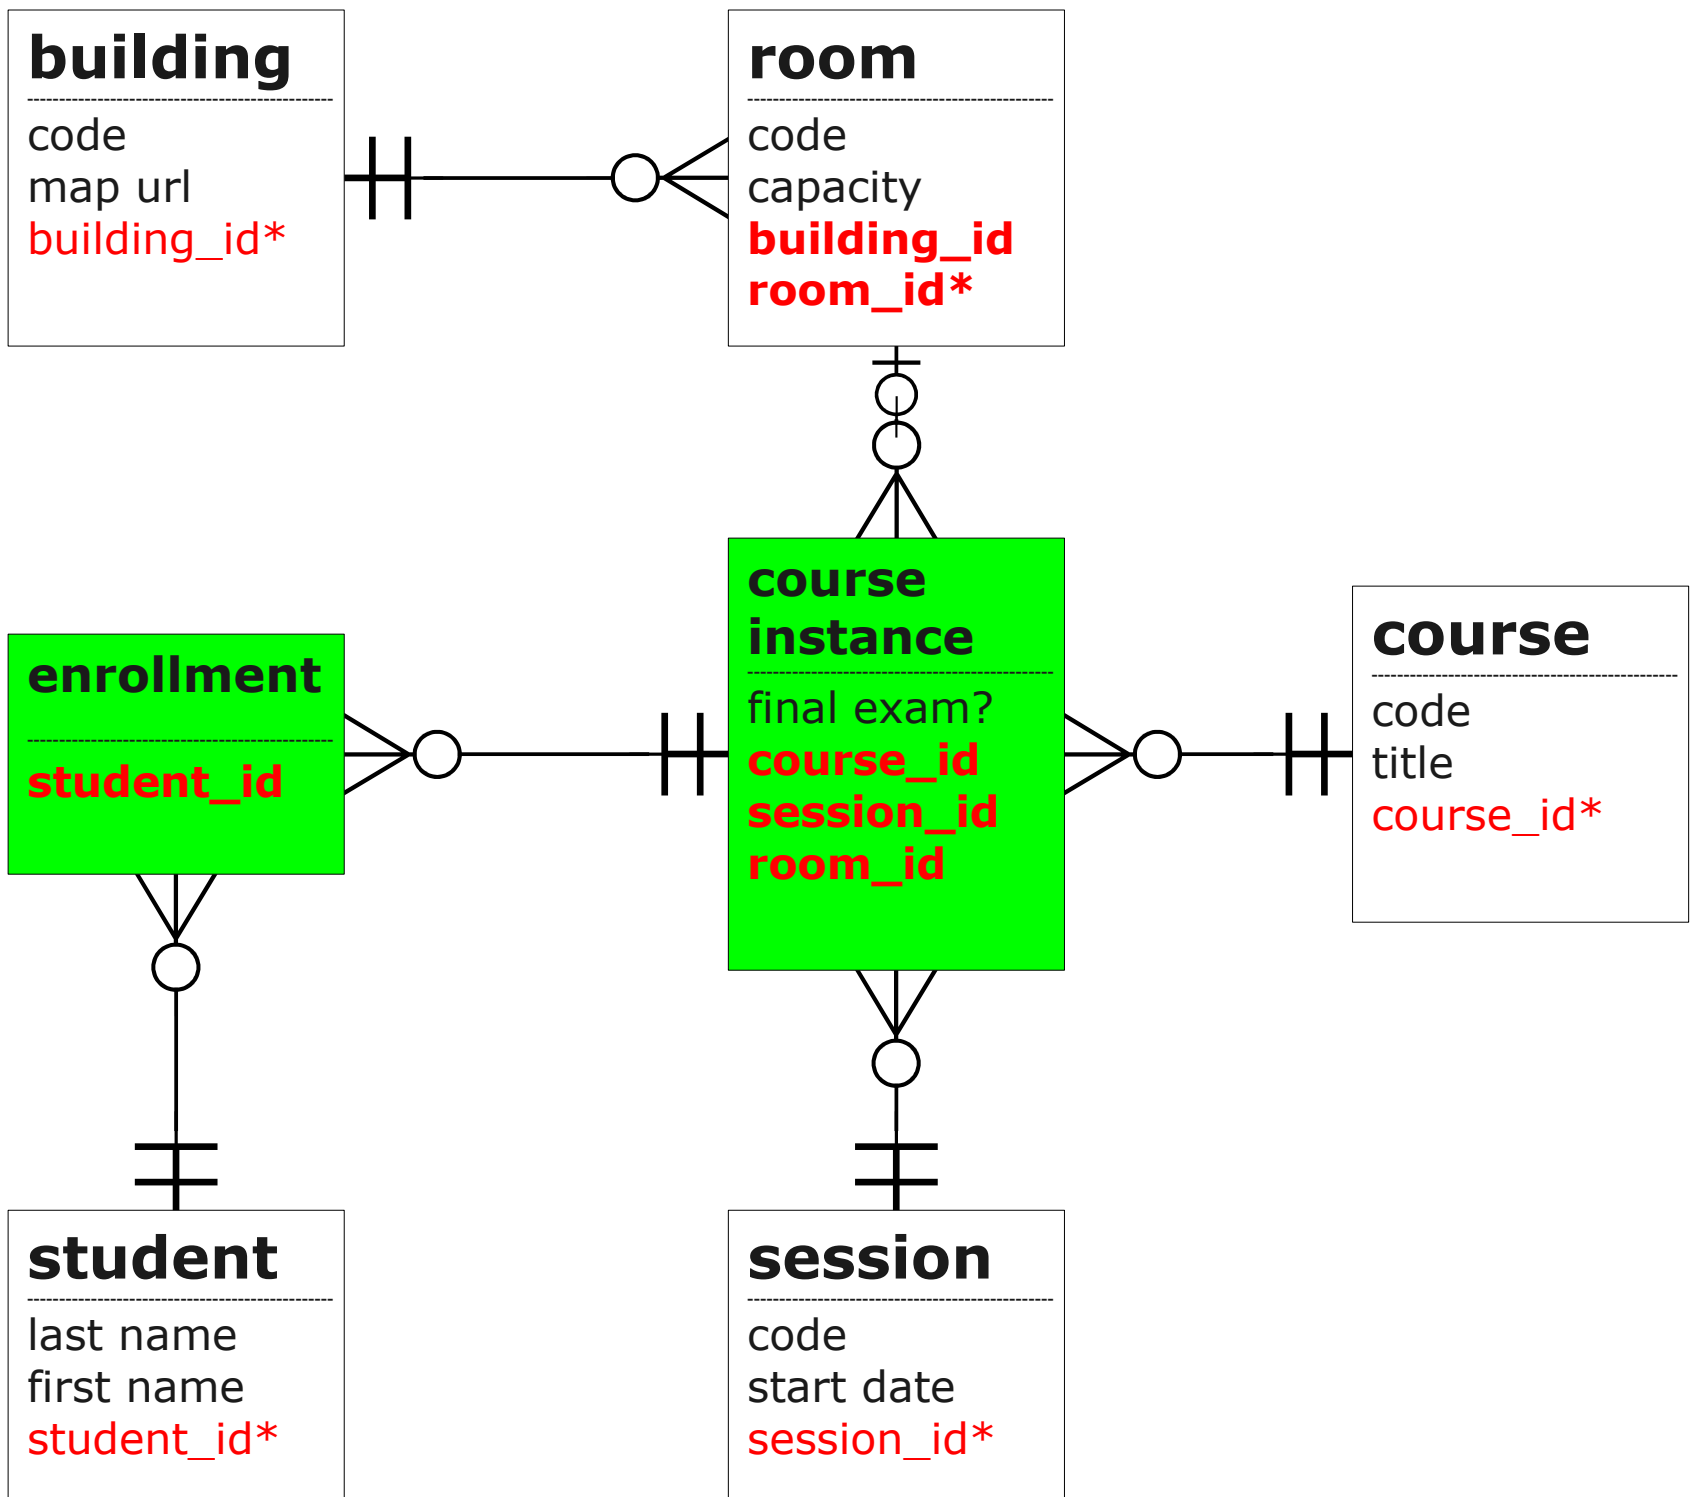 building
code
map url
building_id*
room
code
capacity
building_id
room_id*
course
instance
final exam?
course_id
session_id
room_id
course
code
title
course_id*
enrollment
student_id
student
last name
first name
student_id*
session
code
start date
session_id*